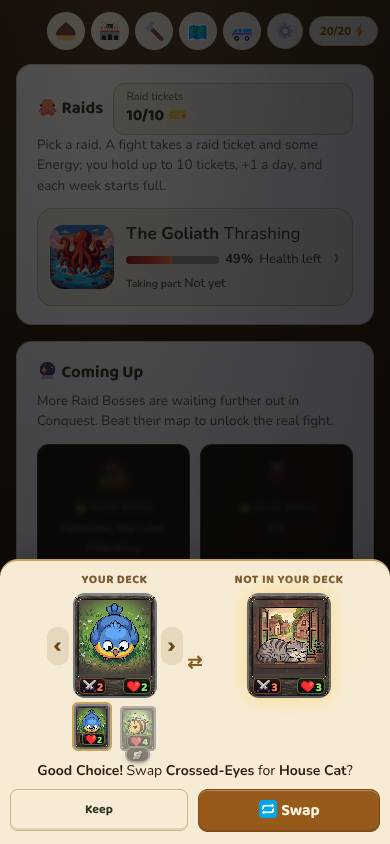 20/20
Raids
Raid tickets
10/10
Pick a raid. A fight takes a raid ticket and some
Energy; you hold up to 10 tickets, +1 a day, and
each week starts full.
The Goliath Thrashing
49% Health left
Taking part Not yet
Coming Up
More Raid Bosses are waiting further out in
Conquest. Beat their map to unlock the real fight.
YOUR DECK
NOT IN YOUR DECK
2 2
3 3
2
4
Good Choice! Swap Crossed-Eyes for House Cat?
Keep
Swap